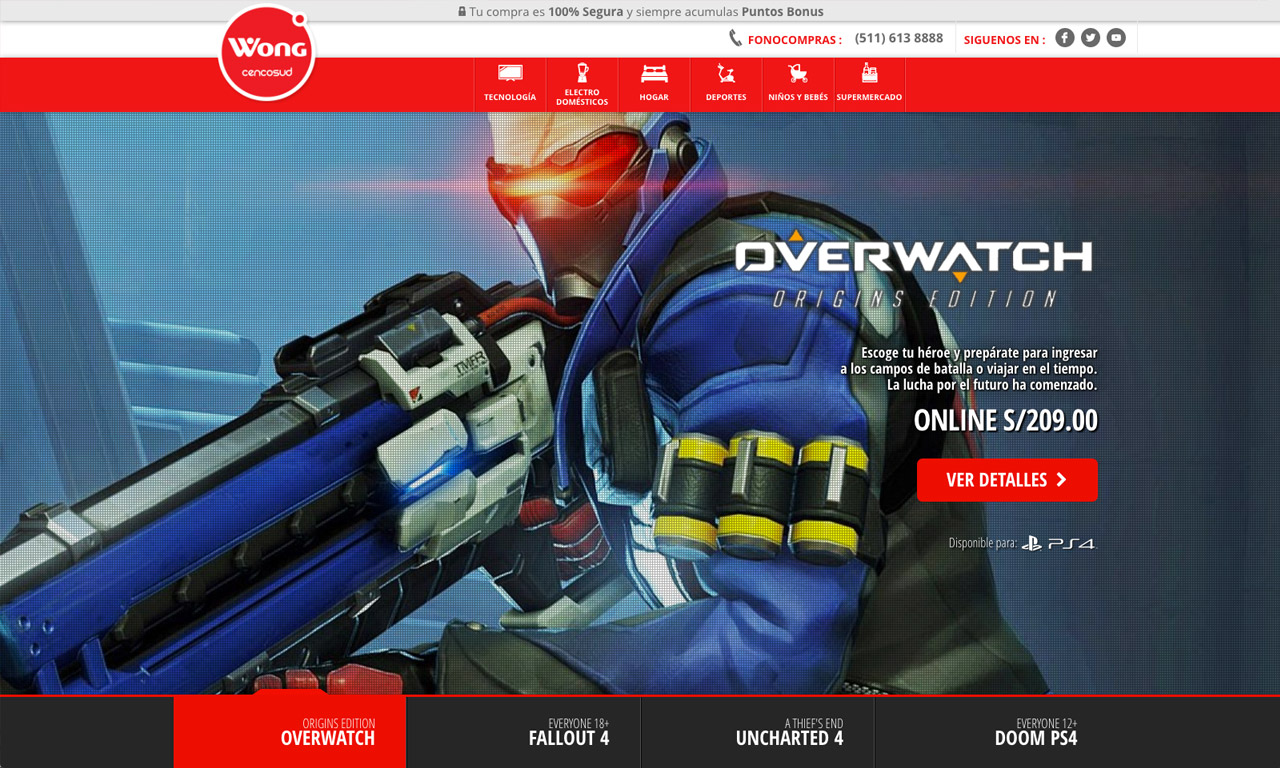 Tu compra es 100% Segura y siempre acumulas Puntos Bonus
Wong
cencosud
FONOCOMPRAS : (511) 613 8888
SIGUENOS EN :
TECNOLOGÍA
ELECTRO
DOMÉSTICOS
HOGAR
DEPORTES
NIÑOS Y BEBÉS
SUPERMERCADO
OVERWATCH
ORIGINS EDITION
Escoge tu héroe y prepárate para ingresar
a los campos de batalla o viajar en el tiempo.
La lucha por el futuro ha comenzado.
ONLINE S/209.00
VER DETALLES
Disponible para: PS4
ORIGINS EDITION
OVERWATCH
EVERYONE 18+
FALLOUT 4
A THIEF'S END
UNCHARTED 4
EVERYONE 12+
DOOM PS4